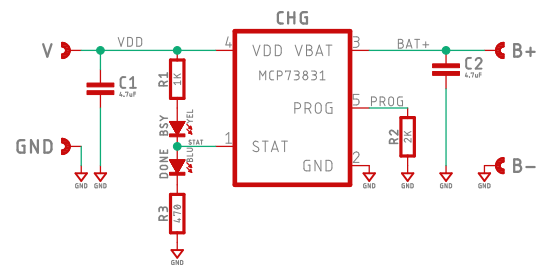 CHG
V
VDD
4
VDD
VBAT
3
BAT+
B+
C1
4.7uF
R1
1K
MCP73831
C2
4.7uF
PROG
5
PROG
BSY
YEL
R2
2K
GND
STAT
1
STAT
DONE
BLU
GND
2
B-
GND
GND
GND
GND
GND
GND
R3
470
GND